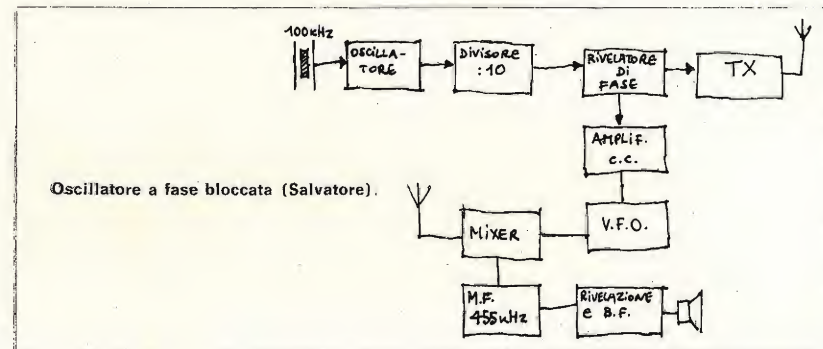 100KHz
OSCILLA-
TORE
DIVISORE
:10
RIVELATORE
DI
FASE
TX
AMPLIF.
c.c.
Oscillatore a fase bloccata (Salvatore).
MIXER
V.F.O.
M.F.
455KHz
RIVELAZIONE
e B.F.